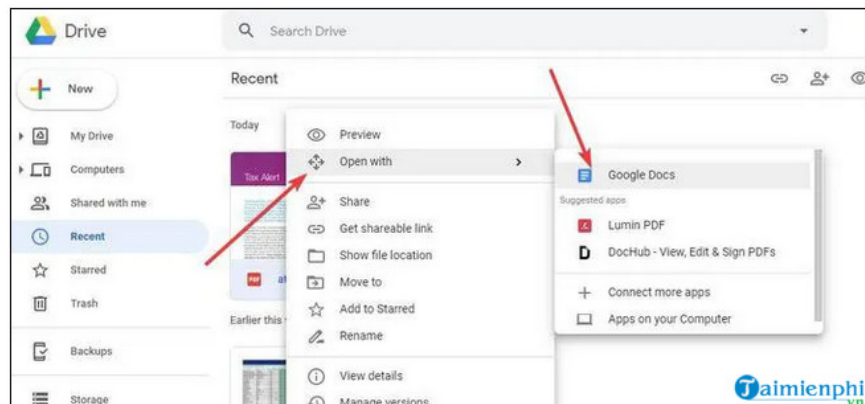 Drive
Search Drive
New
Recent
My Drive
Computers
Shared with me
Recent
Starred
Trash
Backups
Storage
Today
Tax Alert
PDF
Earlier this
Preview
Open with
Share
Get shareable link
Show file location
Move to
Add to Starred
Rename
View details
Manage versions
Google Docs
Suggested apps
Lumin PDF
DocHub - View, Edit & Sign PDFs
Connect more apps
Apps on your Computer
Taimienphi
.vn